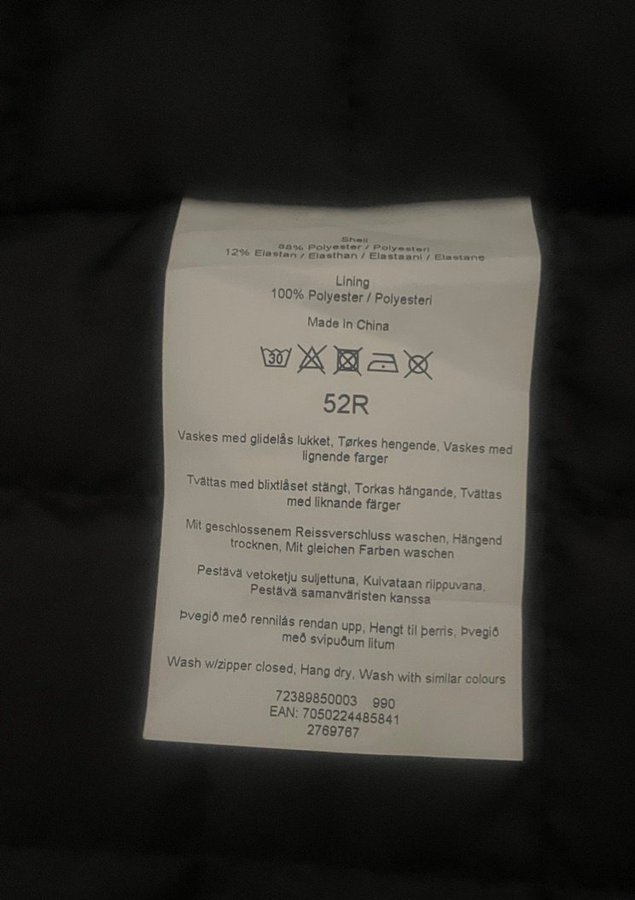 Shell
88% Polyester / Polyesteri
12% Elastan / Elasthan / Elastaani / Elastane
Lining
100% Polyester / Polyesteri
Made in China
30
52R
Vaskes med glidelås lukket, Tørkes hengende, Vaskes med
lignende farger
Tvättas med blixtlåset stängt, Torkas hängande, Tvättas
med liknande färger
Mit geschlossenem Reissverschluss waschen, Hängend
trocknen, Mit gleichen Farben waschen
Pestävä vetoketju suljettuna, Kuivataan riippuvana,
Pestävä samanväristen kanssa
Þvegið með rennilás rendan upp, Hengt til þerris, Þvegið
með svipuðum litum
Wash w/zipper closed, Hang dry, Wash with similar colours
72389850003 990
EAN: 7050224485841
2769767